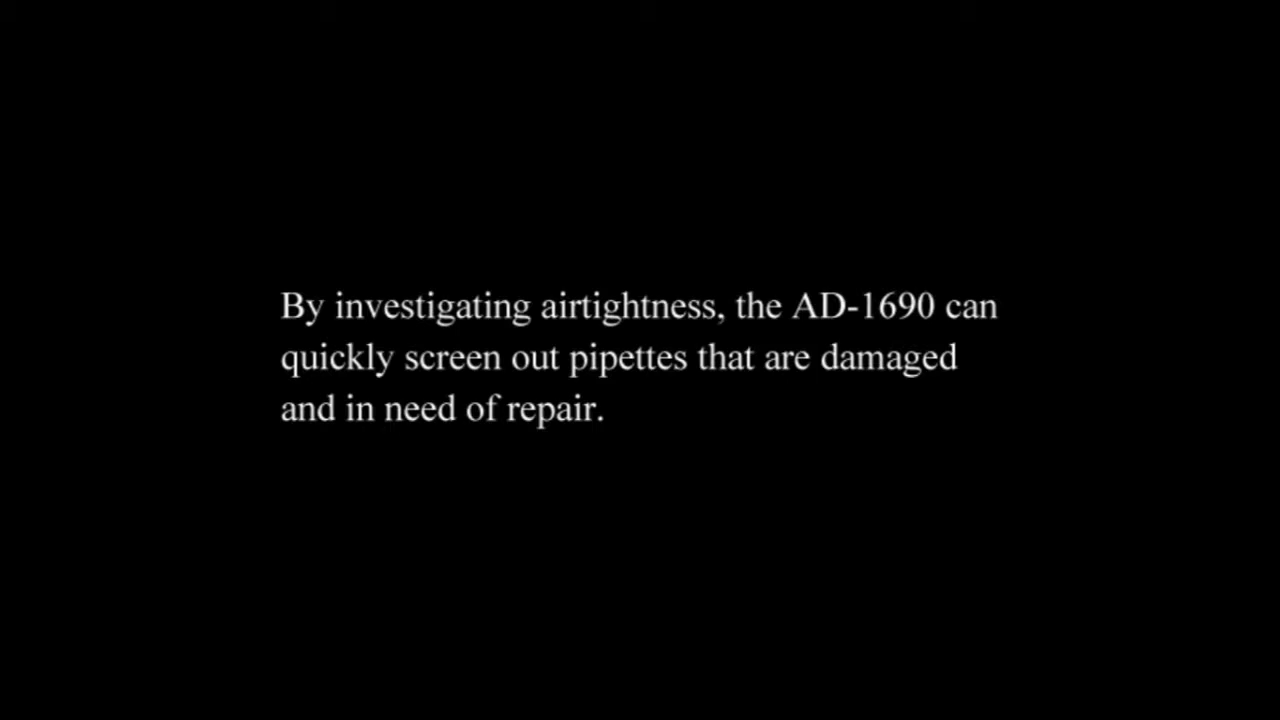 By investigating airtightness, the AD-1690 can
quickly screen out pipettes that are damaged
and in need of repair.